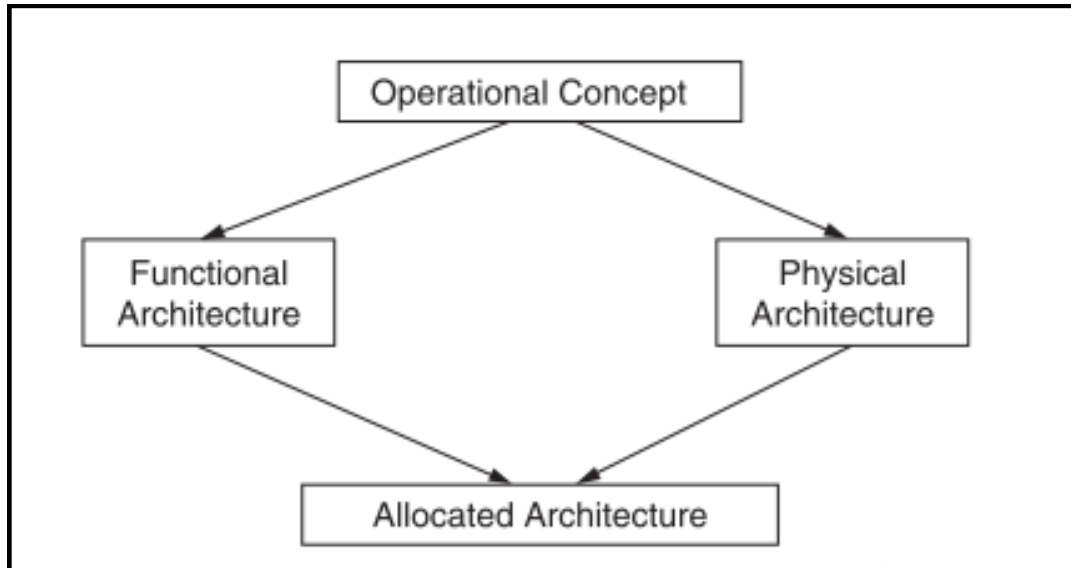 Operational Concept
Functional
Architecture
Physical
Architecture
Allocated Architecture